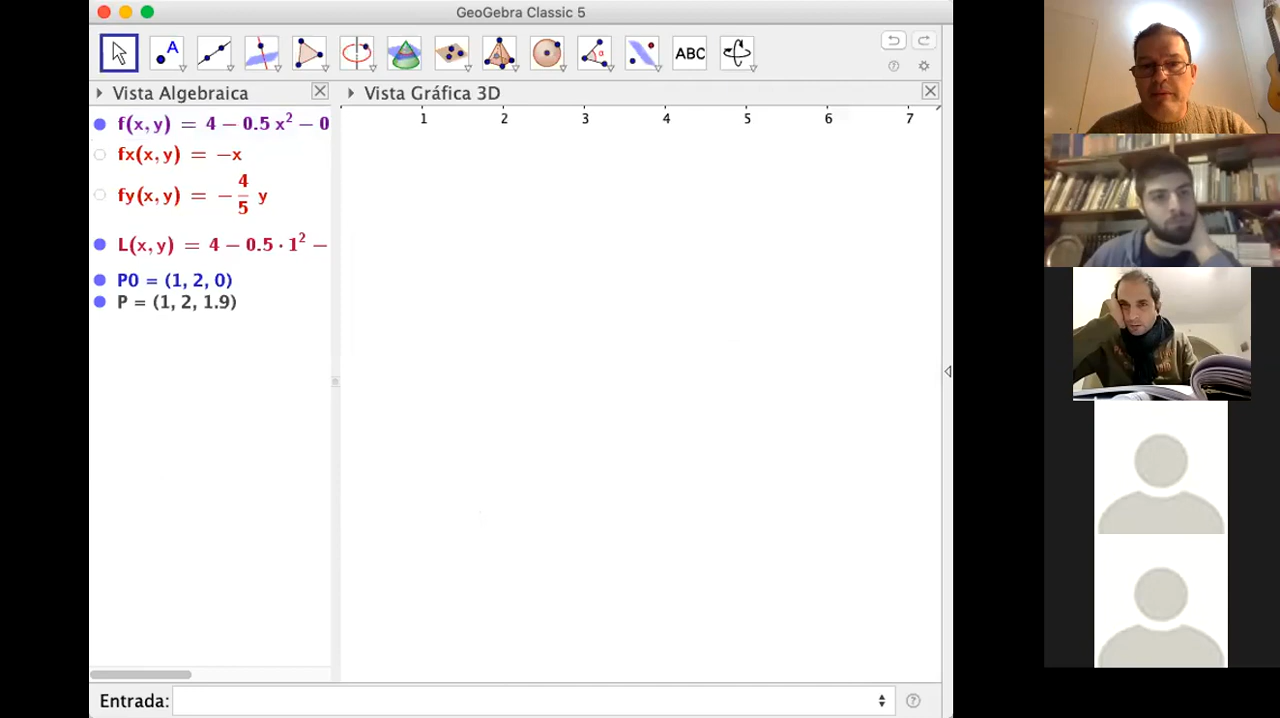 GeoGebra Classic 5
A
α
ABC
Vista Algebraica
Vista Gráfica 3D
f(x, y) = 4 − 0.5 x² − 0
fx(x, y) = −x
fy(x, y) = − 4/5 y
L(x, y) = 4 − 0.5 · 1² −
P0 = (1, 2, 0)
P = (1, 2, 1.9)
1 2 3 4 5 6 7
Entrada: